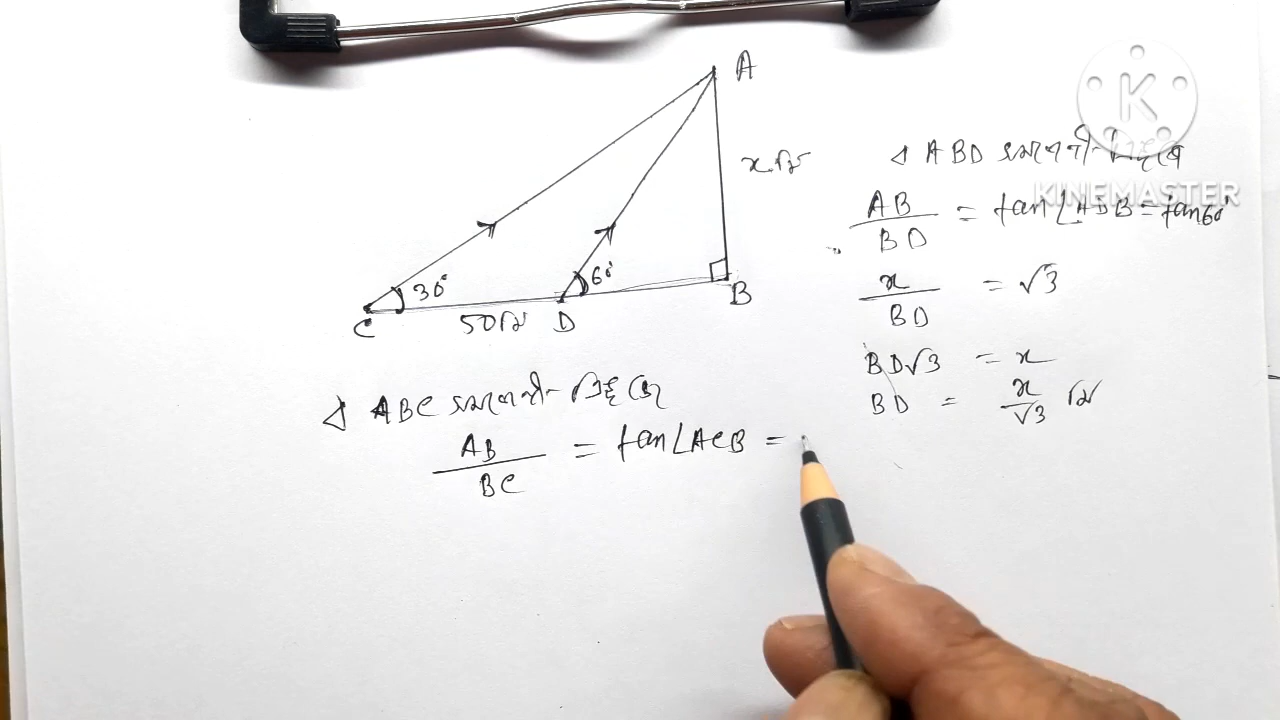 A
x মি
30°
60°
C
50 মি
D
B
Δ ABD সমকোণী ত্রিভুজে
AB/BD = tan∠ADB = tan60°
x/BD = √3
BD√3 = x
BD = x/√3 মি
Δ ABC সমকোণী ত্রিভুজে
AB/BC = tan∠ACB =
K
KINEMASTER